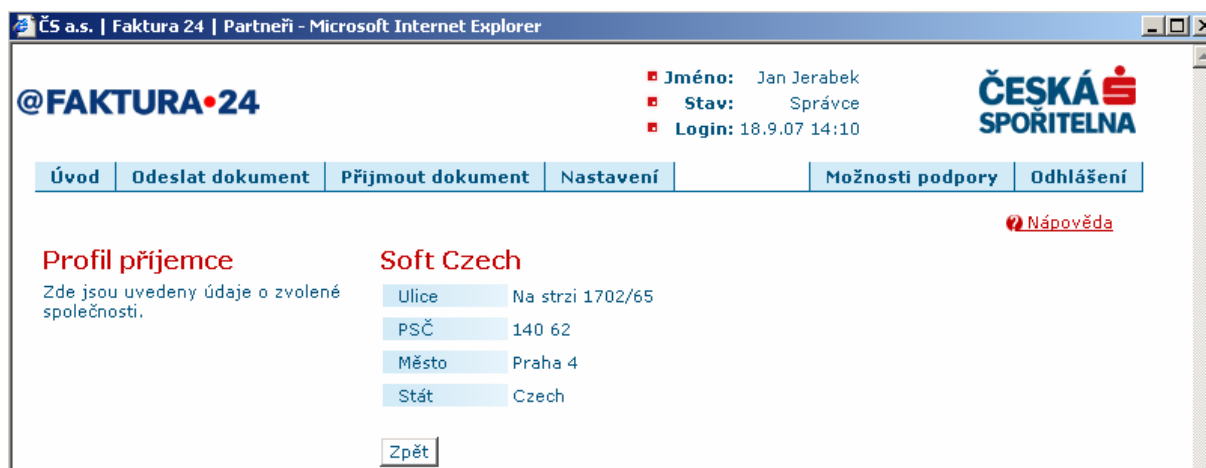 ČS a.s. | Faktura 24 | Partneři - Microsoft Internet Explorer
@FAKTURA•24
Jméno: Jan Jerabek
Stav: Správce
Login: 18.9.07 14:10
ČESKÁ
SPOŘITELNA
Úvod Odeslat dokument Přijmout dokument Nastavení Možnosti podpory Odhlášení
Nápověda
Profil příjemce
Zde jsou uvedeny údaje o zvolené
společnosti.
Soft Czech
Ulice Na strzi 1702/65
PSČ 140 62
Město Praha 4
Stát Czech
Zpět